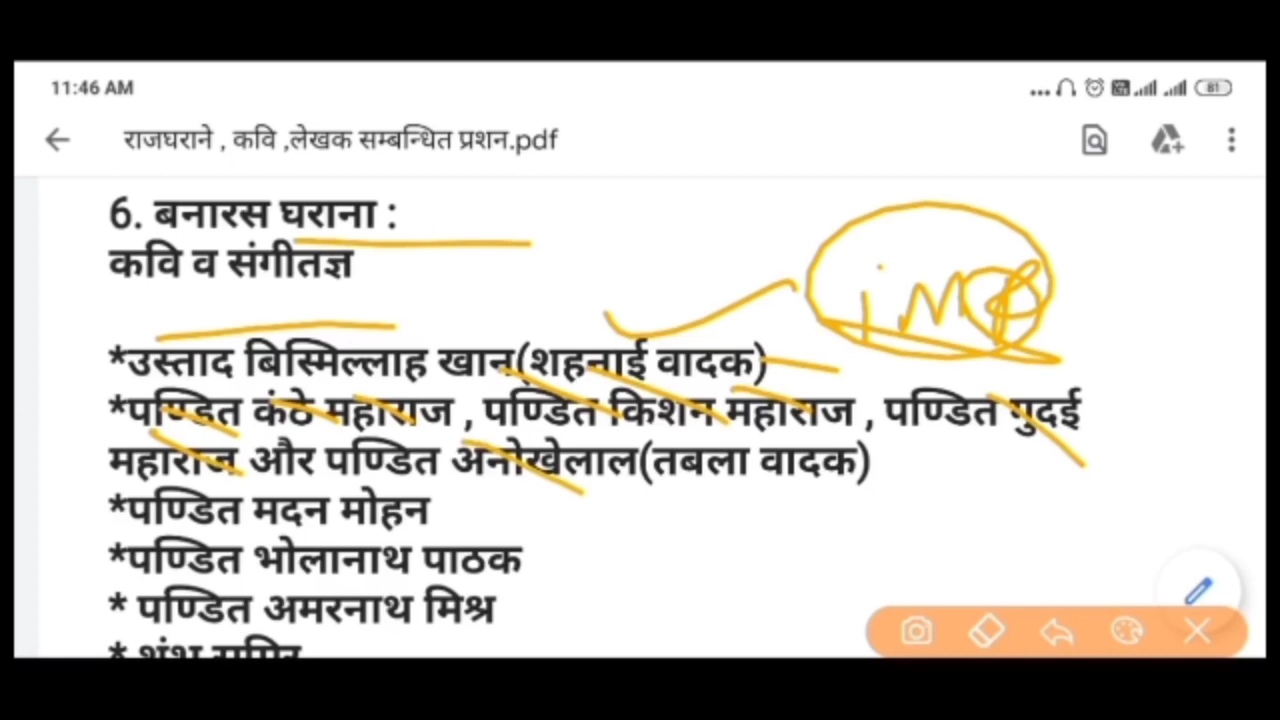 11:46 AM
81
राजघराने , कवि ,लेखक सम्बन्धित प्रशन.pdf
6. बनारस घराना :
कवि व संगीतज्ञ
imp
*उस्ताद बिस्मिल्लाह खान(शहनाई वादक)
*पण्डित कंठे महाराज , पण्डित किशन महाराज , पण्डित गुदई
महाराज और पण्डित अनोखेलाल(तबला वादक)
*पण्डित मदन मोहन
*पण्डित भोलानाथ पाठक
* पण्डित अमरनाथ मिश्र